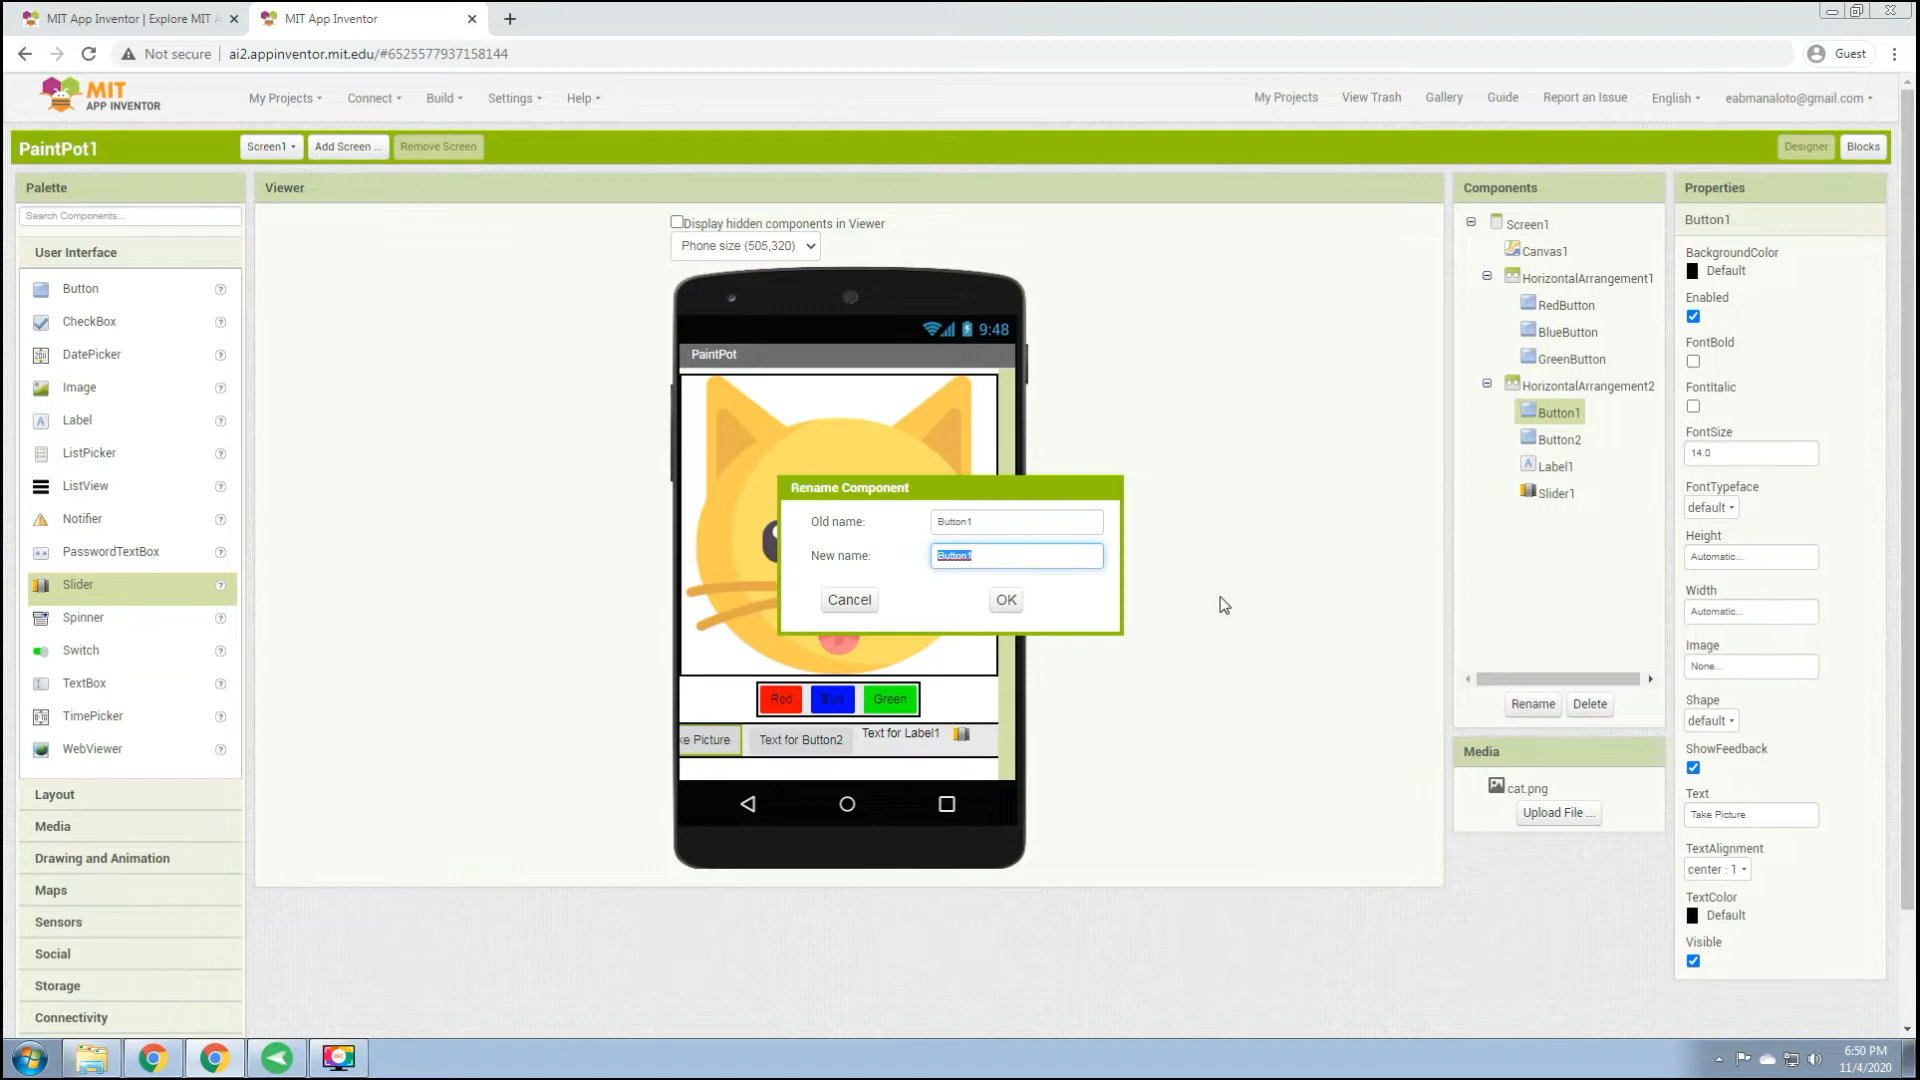 MIT App Inventor | Explore MIT A
MIT App Inventor
Not secure
ai2.appinventor.mit.edu/#6525577937158144
Guest
MIT
APP INVENTOR
My Projects
Connect
Build
Settings
Help
My Projects
View Trash
Gallery
Guide
Report an Issue
English
eabmanaloto@gmail.com
PaintPot1
Screen1
Add Screen ...
Remove Screen
Designer
Blocks
Palette
Search Components...
User Interface
Button
CheckBox
DatePicker
Image
Label
ListPicker
ListView
Notifier
PasswordTextBox
Slider
Spinner
Switch
TextBox
TimePicker
WebViewer
Layout
Media
Drawing and Animation
Maps
Sensors
Social
Storage
Connectivity
Viewer
Display hidden components in Viewer
Phone size (505,320)
9:48
PaintPot
Rename Component
Old name:
Button1
New name:
Button1
Cancel
OK
Red
Blue
Green
ke Picture
Text for Button2
Text for Label1
Components
Screen1
Canvas1
HorizontalArrangement1
RedButton
BlueButton
GreenButton
HorizontalArrangement2
Button1
Button2
Label1
Slider1
Rename
Delete
Media
cat.png
Upload File ...
Properties
Button1
BackgroundColor
Default
Enabled
FontBold
FontItalic
FontSize
14.0
FontTypeface
default
Height
Automatic...
Width
Automatic...
Image
None...
Shape
default
ShowFeedback
Text
Take Picture
TextAlignment
center : 1
TextColor
Default
Visible
6:50 PM
11/4/2020